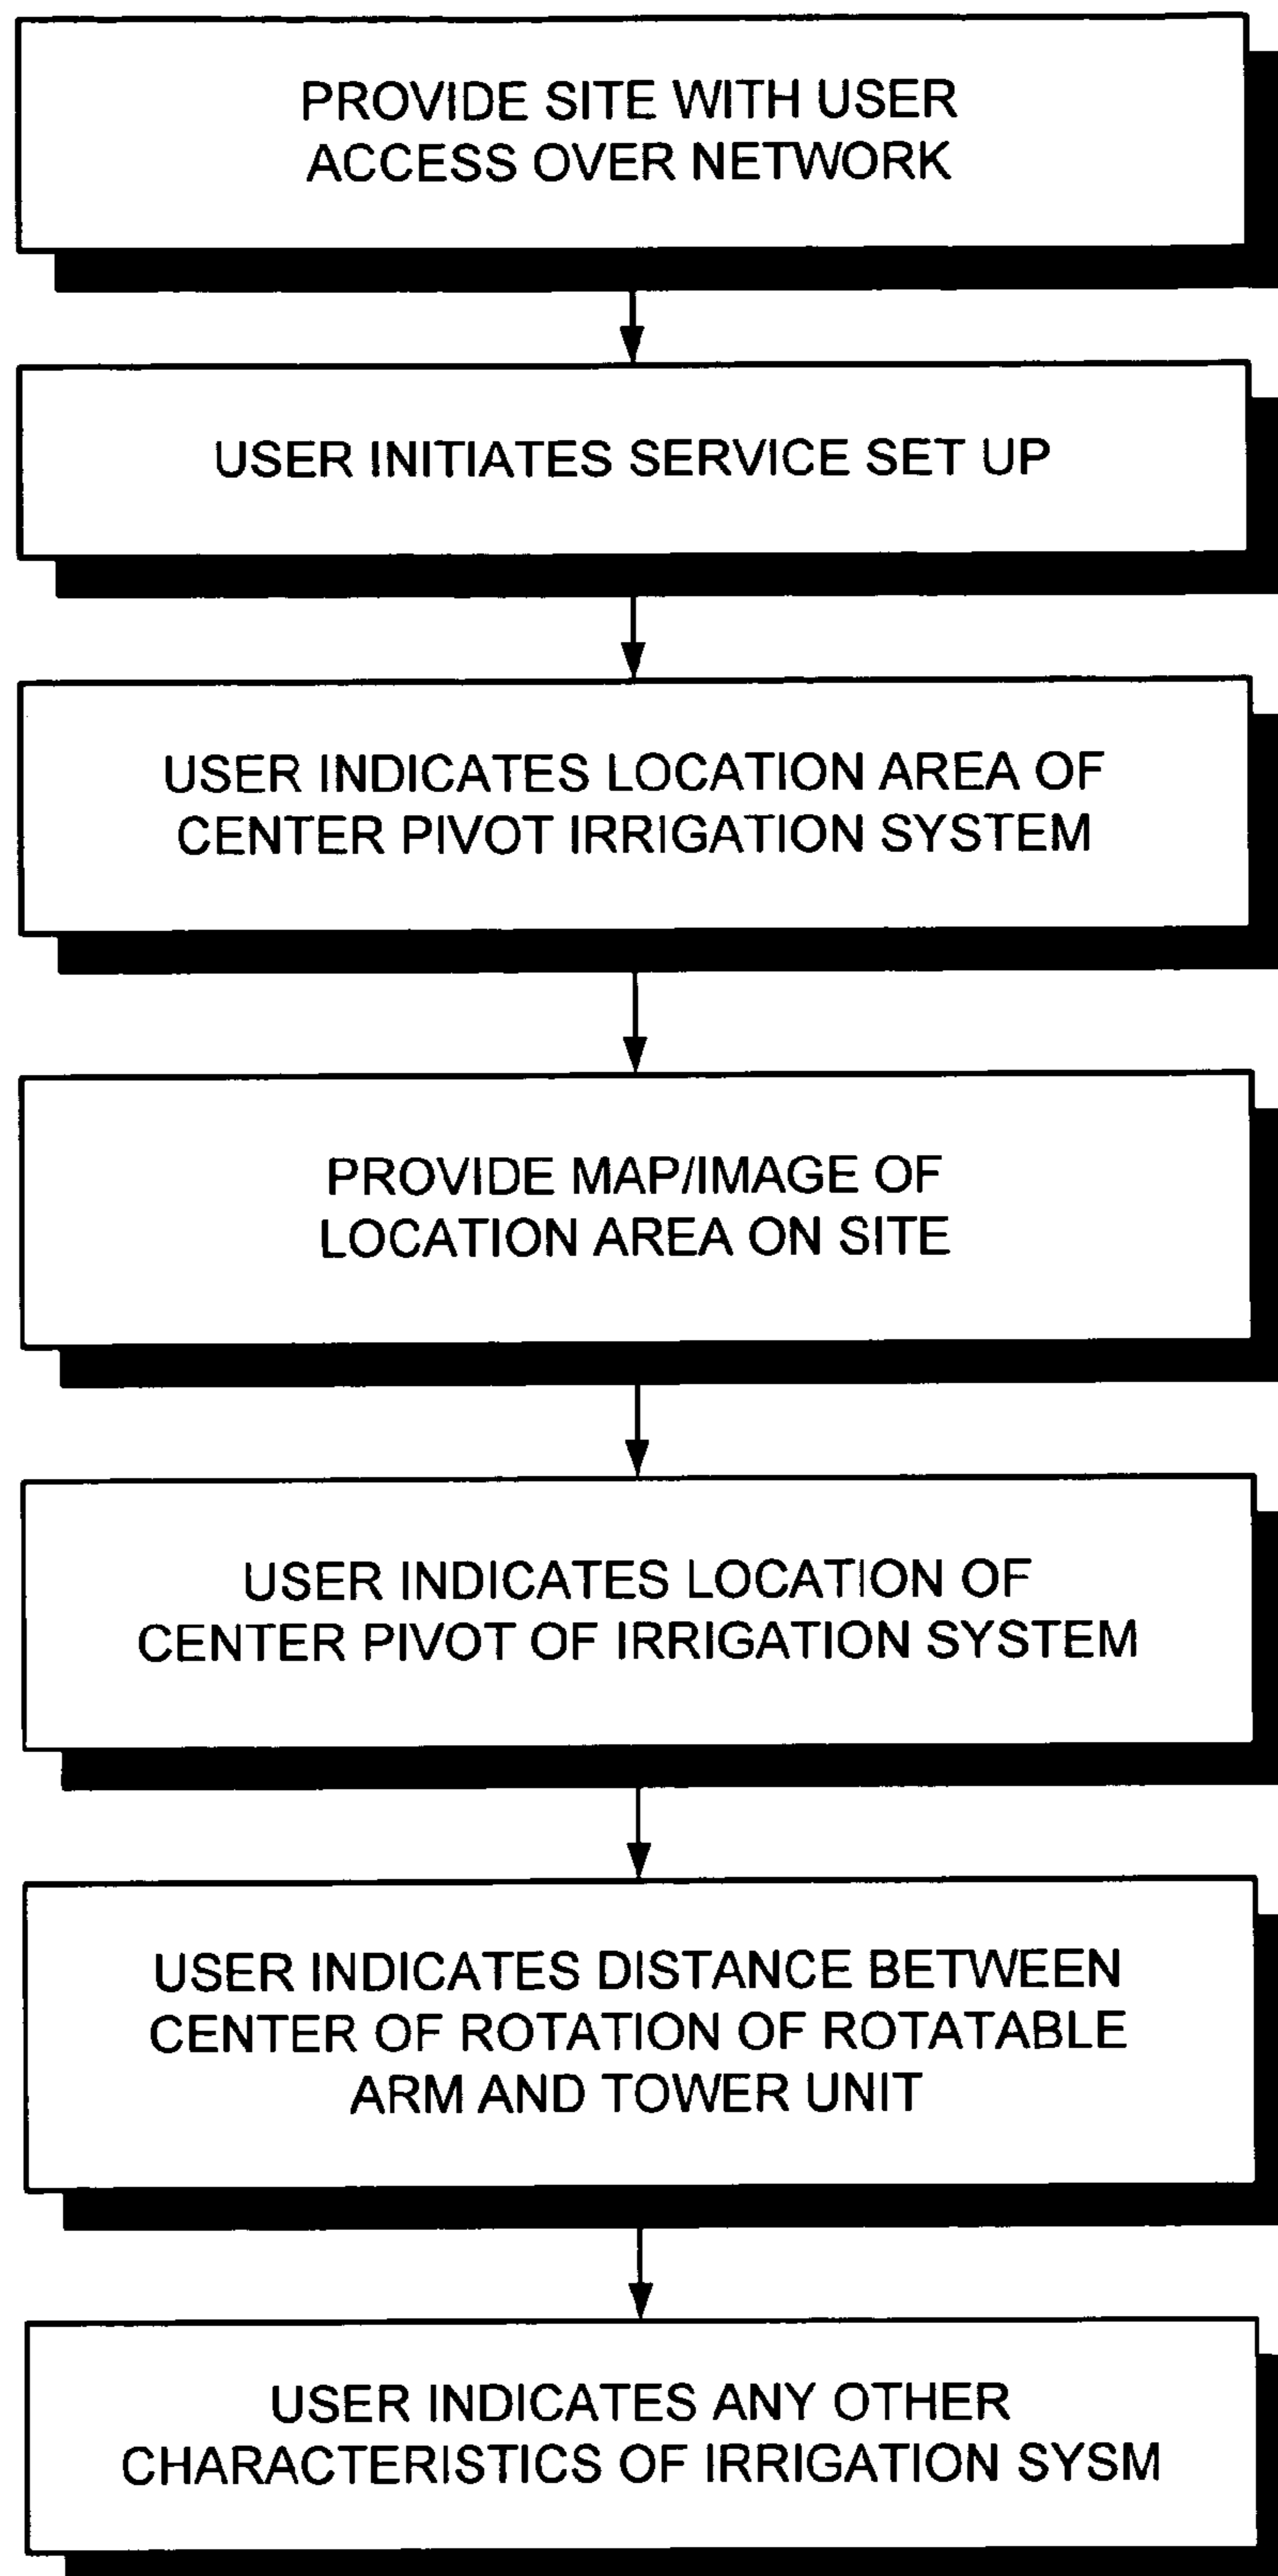 PROVIDE SITE WITH USER
ACCESS OVER NETWORK
USER INITIATES SERVICE SET UP
USER INDICATES LOCATION AREA OF
CENTER PIVOT IRRIGATION SYSTEM
PROVIDE MAP/IMAGE OF
LOCATION AREA ON SITE
USER INDICATES LOCATION OF
CENTER PIVOT OF IRRIGATION SYSTEM
USER INDICATES DISTANCE BETWEEN
CENTER OF ROTATION OF ROTATABLE
ARM AND TOWER UNIT
USER INDICATES ANY OTHER
CHARACTERISTICS OF IRRIGATION SYSM